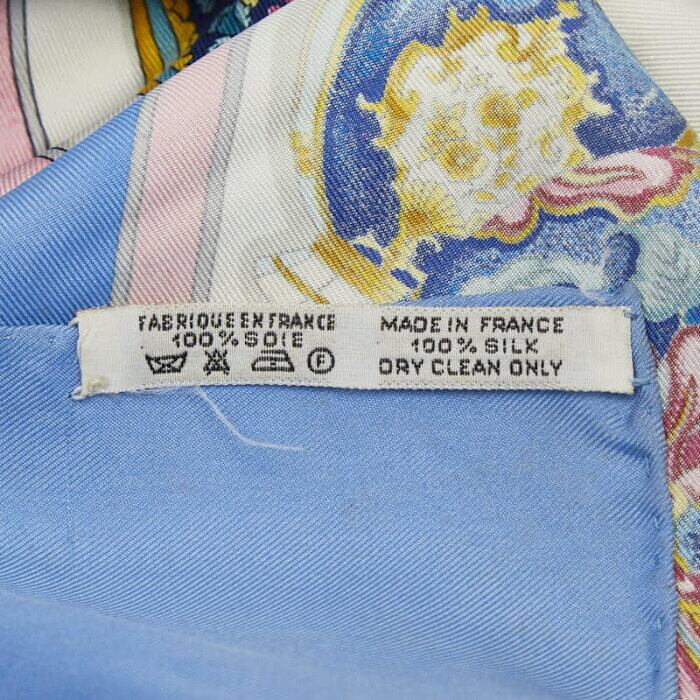 FABRIQUE EN FRANCE
100% SOIE
F
MADE IN FRANCE
100% SILK
DRY CLEAN ONLY